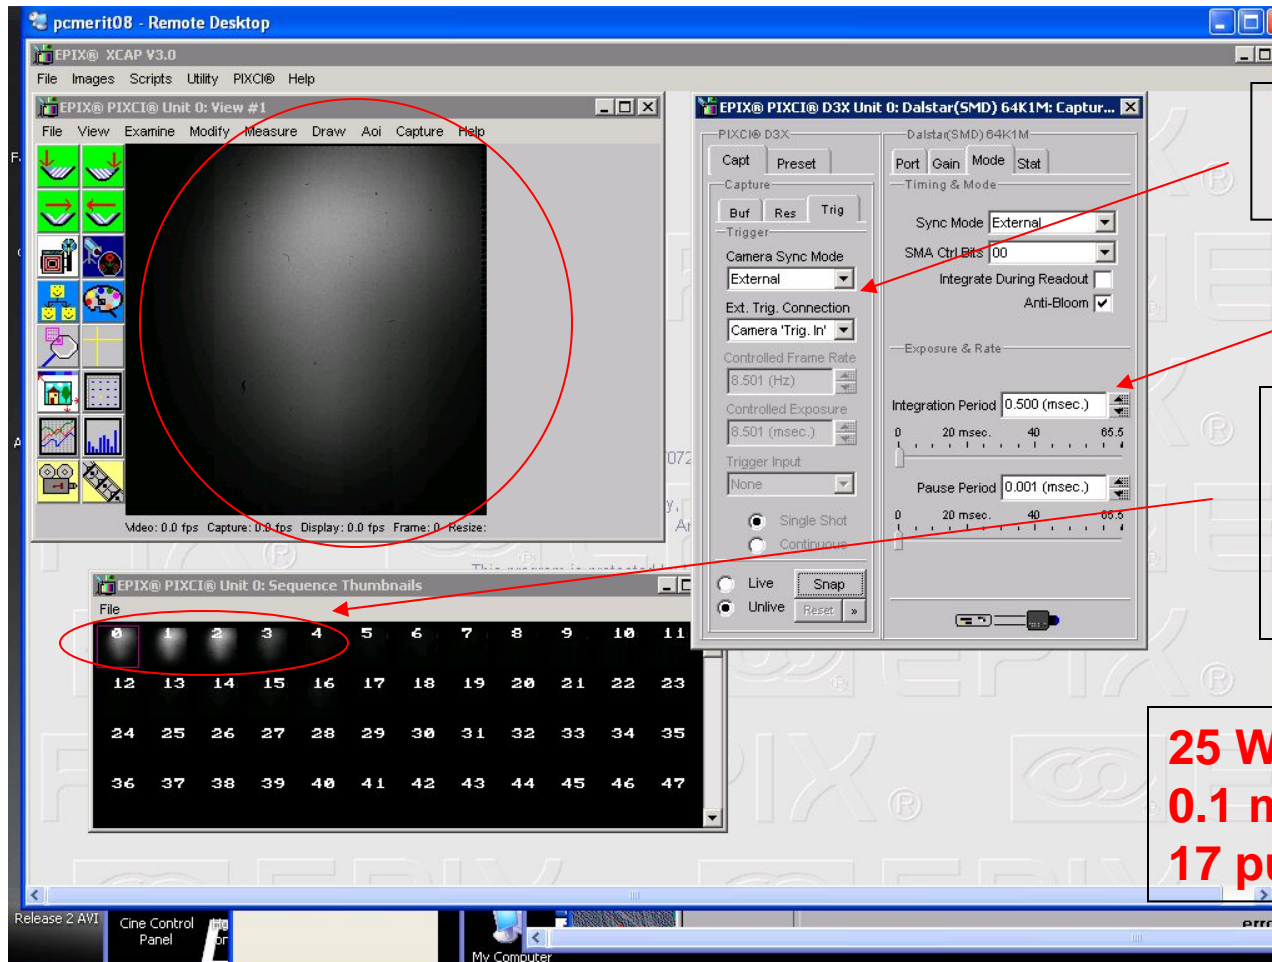 pcmerit08 - Remote Desktop
EPIX® XCAP V3.0
File Images Scripts Utility PIXCI® Help
EPIX® PIXCI® Unit 0: View #1
File View Examine Modify Measure Draw Aoi Capture Help
Video: 0.0 fps Capture: 0.0 fps Display: 0.0 fps Frame: 0 Resize:
EPIX® PIXCI® D3X Unit 0: Dalstar(SMD) 64K1M: Captur...
PIXCI® D3X
Capt Preset
Capture
Buf Res Trig
Trigger
Camera Sync Mode
External
Ext. Trig. Connection
Camera 'Trig. In'
Controlled Frame Rate
8.501 (Hz)
Controlled Exposure
8.501 (msec.)
Trigger Input
None
Single Shot
Continuous
Live Snap
Unlive Reset »
Dalstar(SMD) 64K1M
Port Gain Mode Stat
Timing & Mode
Sync Mode External
SMA Ctrl Bits 00
Integrate During Readout
Anti-Bloom
Exposure & Rate
Integration Period 0.500 (msec.)
0 20 msec. 40 65.5
Pause Period 0.001 (msec.)
0 20 msec. 40 65.5
EPIX® PIXCI® Unit 0: Sequence Thumbnails
File
0 1 2 3 4 5 6 7 8 9 10 11
12 13 14 15 16 17 18 19 20 21 22 23
24 25 26 27 28 29 30 31 32 33 34 35
36 37 38 39 40 41 42 43 44 45 46 47
25 W
0.1 m
17 pu
Release 2 AVI
Cine Control
Panel
My Computer